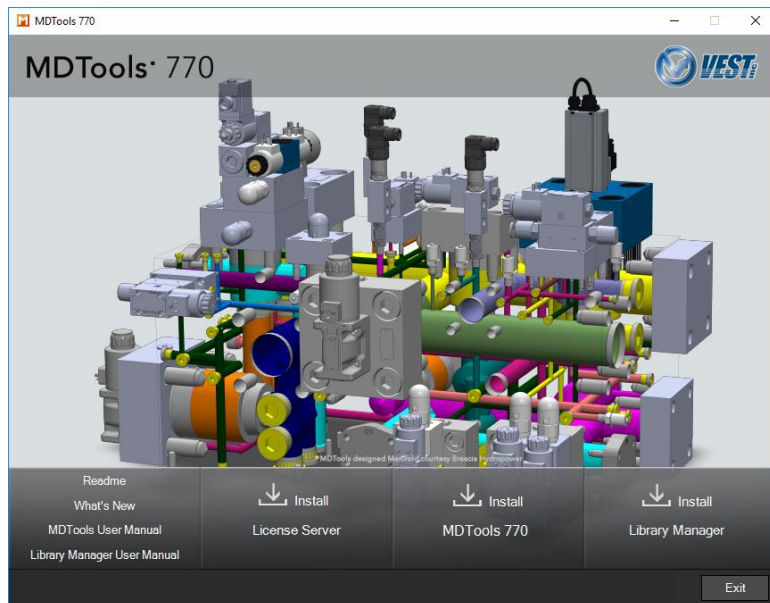 MDTools 770
MDTools® 770
VEST
MDTools designed Manifold courtesy Brescia Hydropower
Readme
What's New
MDTools User Manual
Library Manager User Manual
Install
License Server
Install
MDTools 770
Install
Library Manager
Exit